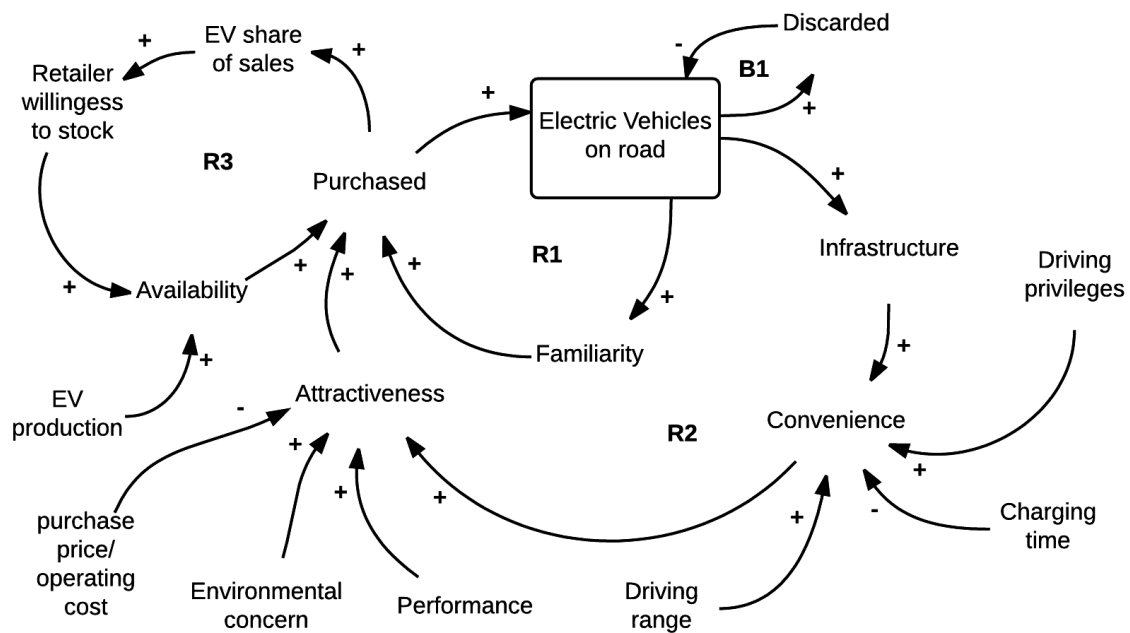 Discarded
EV share
of sales
Retailer
willingess
to stock
B1
Electric Vehicles
on road
R3
Purchased
R1
Infrastructure
Driving
privileges
Availability
Familiarity
Attractiveness
EV
production
Convenience
R2
purchase
price/
operating
cost
Environmental
concern
Performance
Driving
range
Charging
time
+
+
+
-
+
+
+
+
+
+
+
+
+
+
-
+
+
+
+
-
+